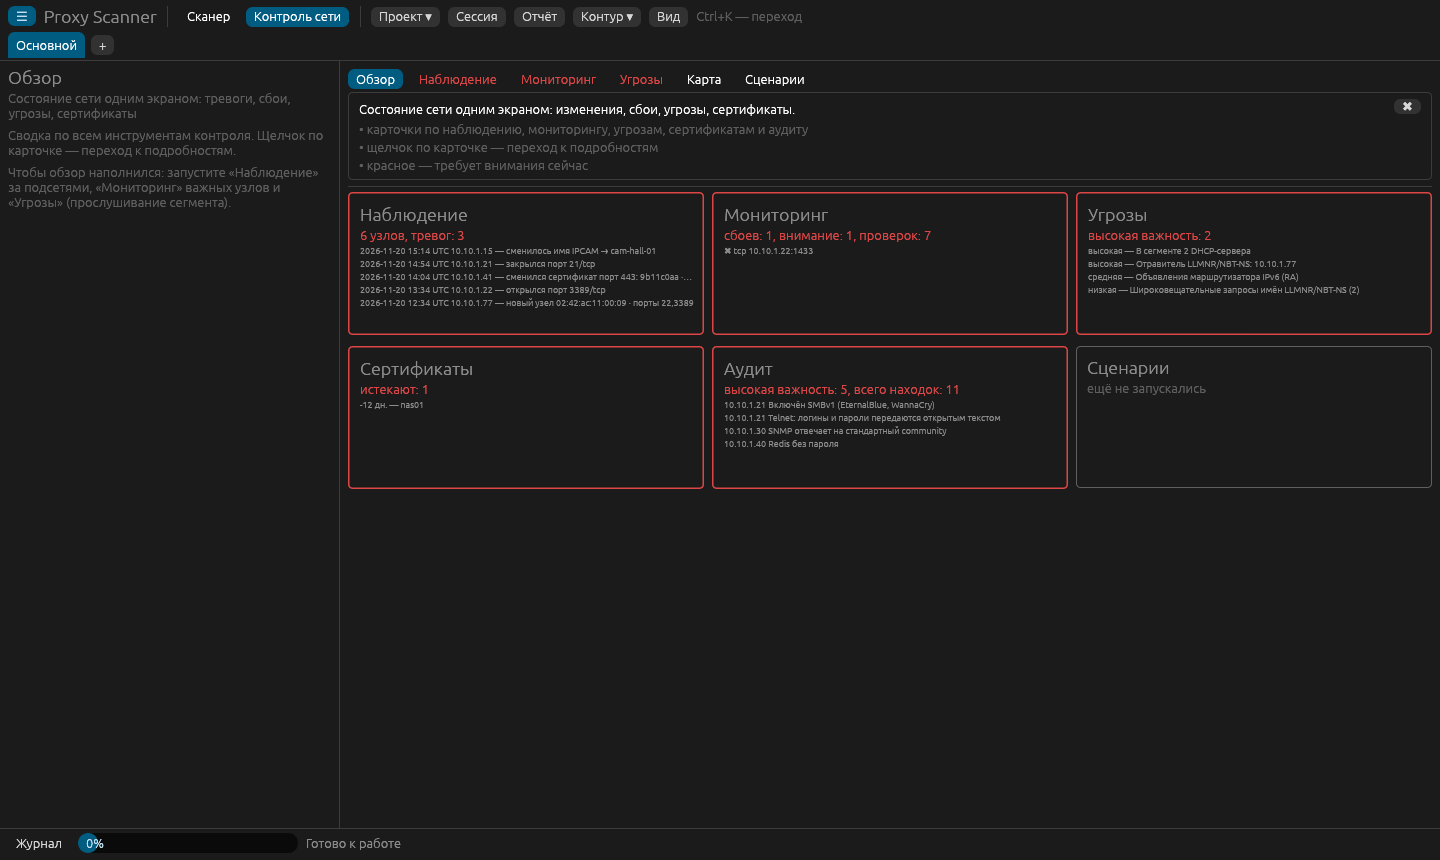 ☰ Proxy Scanner Сканер Контроль сети Проект ▾ Сессия Отчёт Контур ▾ Вид Ctrl+K — переход
Основной +
Обзор
Состояние сети одним экраном: тревоги, сбои,
угрозы, сертификаты
Сводка по всем инструментам контроля. Щелчок по
карточке — переход к подробностям.
Чтобы обзор наполнился: запустите «Наблюдение»
за подсетями, «Мониторинг» важных узлов и
«Угрозы» (прослушивание сегмента).
Обзор Наблюдение Мониторинг Угрозы Карта Сценарии
Состояние сети одним экраном: изменения, сбои, угрозы, сертификаты. ✖
• карточки по наблюдению, мониторингу, угрозам, сертификатам и аудиту
• щелчок по карточке — переход к подробностям
• красное — требует внимания сейчас
Наблюдение
6 узлов, тревог: 3
2026-11-20 15:14 UTC 10.10.1.15 — сменилось имя IPCAM → cam-hall-01
2026-11-20 14:54 UTC 10.10.1.21 — закрылся порт 21/tcp
2026-11-20 14:04 UTC 10.10.1.41 — сменился сертификат порт 443: 9b11c0aa ·…
2026-11-20 13:34 UTC 10.10.1.22 — открылся порт 3389/tcp
2026-11-20 12:34 UTC 10.10.1.77 — новый узел 02:42:ac:11:00:09 · порты 22,3389
Мониторинг
сбоев: 1, внимание: 1, проверок: 7
✖ tcp 10.10.1.22:1433
Угрозы
высокая важность: 2
высокая — В сегменте 2 DHCP-сервера
высокая — Отравитель LLMNR/NBT-NS: 10.10.1.77
средняя — Объявления маршрутизатора IPv6 (RA)
низкая — Широковещательные запросы имён LLMNR/NBT-NS (2)
Сертификаты
истекают: 1
-12 дн. — nas01
Аудит
высокая важность: 5, всего находок: 11
10.10.1.21 Включён SMBv1 (EternalBlue, WannaCry)
10.10.1.21 Telnet: логины и пароли передаются открытым текстом
10.10.1.30 SNMP отвечает на стандартный community
10.10.1.40 Redis без пароля
Сценарии
ещё не запускались
Журнал 0% Готово к работе